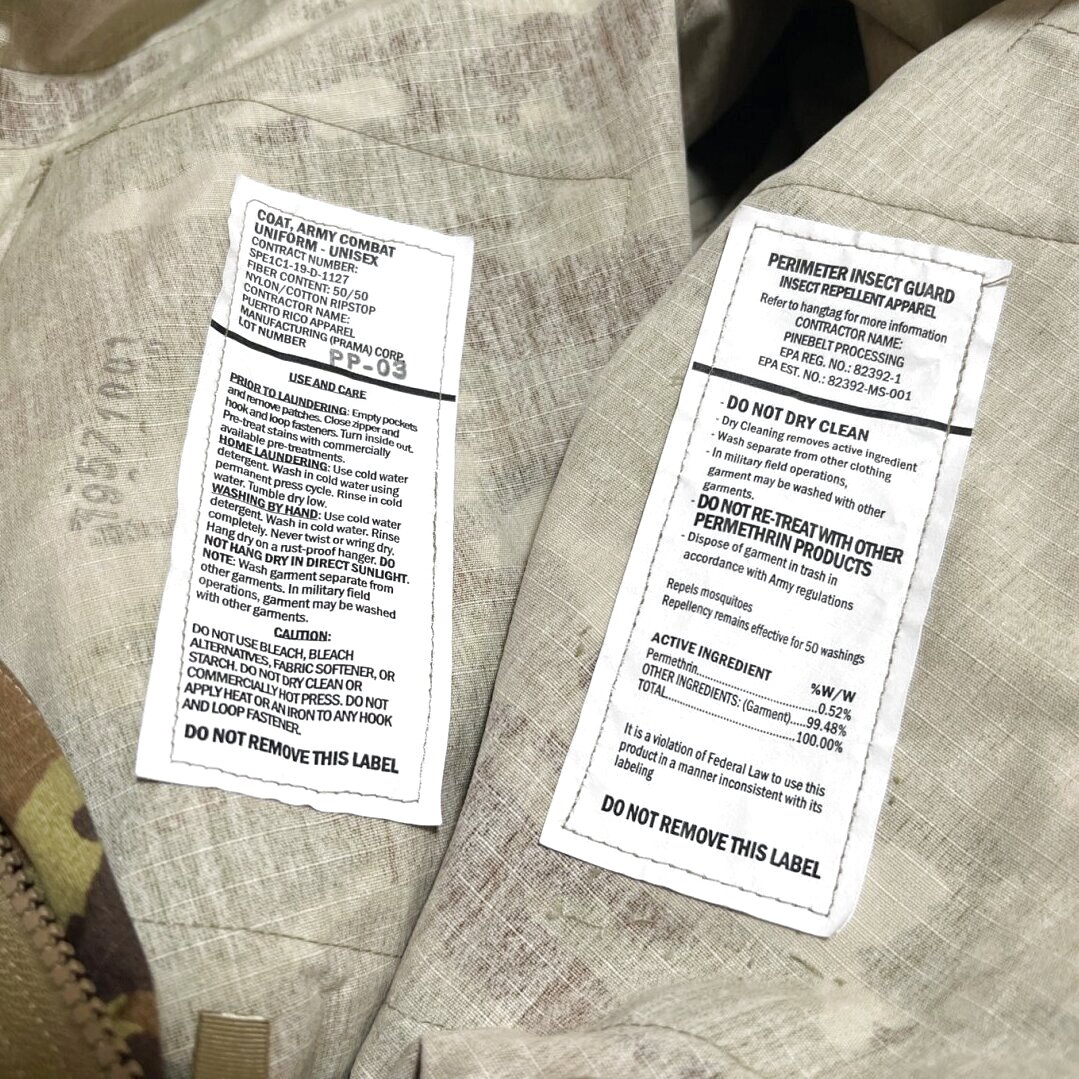 COAT, ARMY COMBAT
UNIFORM - UNISEX
CONTRACT NUMBER:
SPE1C1-19-D-1127
FIBER CONTENT: 50/50
NYLON/COTTON RIPSTOP
CONTRACTOR NAME:
PUERTO RICO APPAREL
MANUFACTURING (PRAMA) CORP.
LOT NUMBER PP-03
USE AND CARE
PRIOR TO LAUNDERING: Empty pockets
and remove patches. Close zipper and
hook and loop fasteners. Turn inside out.
Pre-treat stains with commercially
available pre-treatments.
HOME LAUNDERING: Use cold water
detergent. Wash in cold water using
permanent press cycle. Rinse in cold
water. Tumble dry low.
WASHING BY HAND: Use cold water
detergent. Wash in cold water. Rinse
completely. Never twist or wring dry.
Hang dry on a rust-proof hanger. DO
NOT HANG DRY IN DIRECT SUNLIGHT.
NOTE: Wash garment separate from
other garments. In military field
operations, garment may be washed
with other garments.
CAUTION:
DO NOT USE BLEACH, BLEACH
ALTERNATIVES, FABRIC SOFTENER, OR
STARCH. DO NOT DRY CLEAN OR
COMMERCIALLY HOT PRESS. DO NOT
APPLY HEAT OR AN IRON TO ANY HOOK
AND LOOP FASTENER.
DO NOT REMOVE THIS LABEL
PERIMETER INSECT GUARD
INSECT REPELLENT APPAREL
Refer to hangtag for more information
CONTRACTOR NAME:
PINEBELT PROCESSING
EPA REG. NO.: 82392-1
EPA EST. NO.: 82392-MS-001
- DO NOT DRY CLEAN
- Dry Cleaning removes active ingredient
- Wash separate from other clothing
- In military field operations,
garment may be washed with other
garments.
- DO NOT RE-TREAT WITH OTHER
PERMETHRIN PRODUCTS
- Dispose of garment in trash in
accordance with Army regulations
Repels mosquitoes
Repellency remains effective for 50 washings
ACTIVE INGREDIENT %W/W
Permethrin..............................0.52%
OTHER INGREDIENTS: (Garment).....99.48%
TOTAL................................100.00%
It is a violation of Federal Law to use this
product in a manner inconsistent with its
labeling
DO NOT REMOVE THIS LABEL